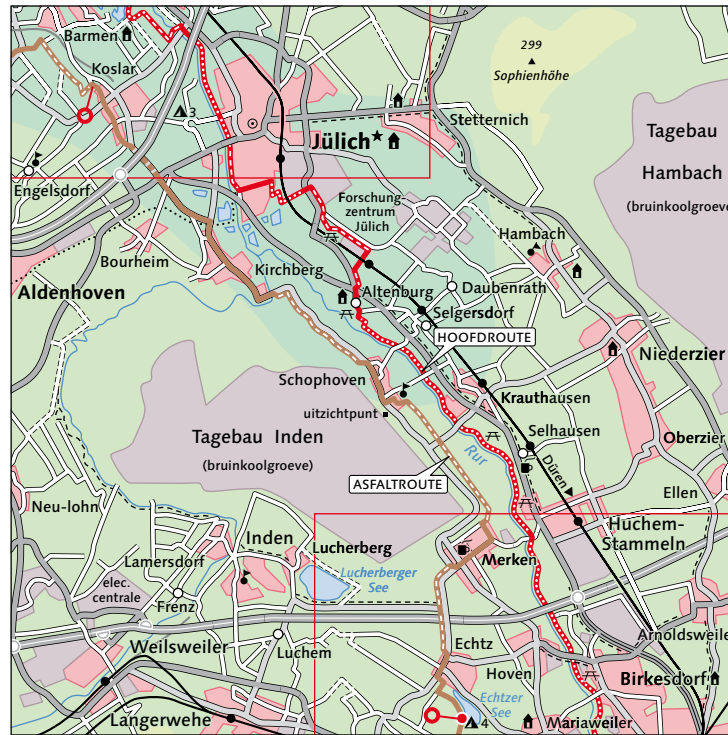 Barmen
Koslar
3
299
Sophienhöhe
Stetternich
Jülich*
Tagebau
Hambach
(bruinkoolgroeve
Engelsdorf
Forschung-
zentrum
Jülich
Hambach
Bourheim
Kirchberg
Aldenhoven
Altenburg
Daubenrath
Selgersdorf
HOOFDROUTE
Niederzier
Schophoven
uitzichtpunt
Krauthausen
Tagebau Inden
(bruinkoolgroeve)
Rur
Selhausen
Oberzier
ASFALTROUTE
Düren
Ellen
Neu-lohn
Huchem-
Stammeln
Inden
Lucherberg
Lamersdorf
Merken
Lucherberger
See
elec.
centrale
Frenz
Arnoldsweile
Weilsweiler
Luchem
Echtz
Hoven
Birkesdorf
Echtzer
See
Langerwehe
4
Mariaweiler